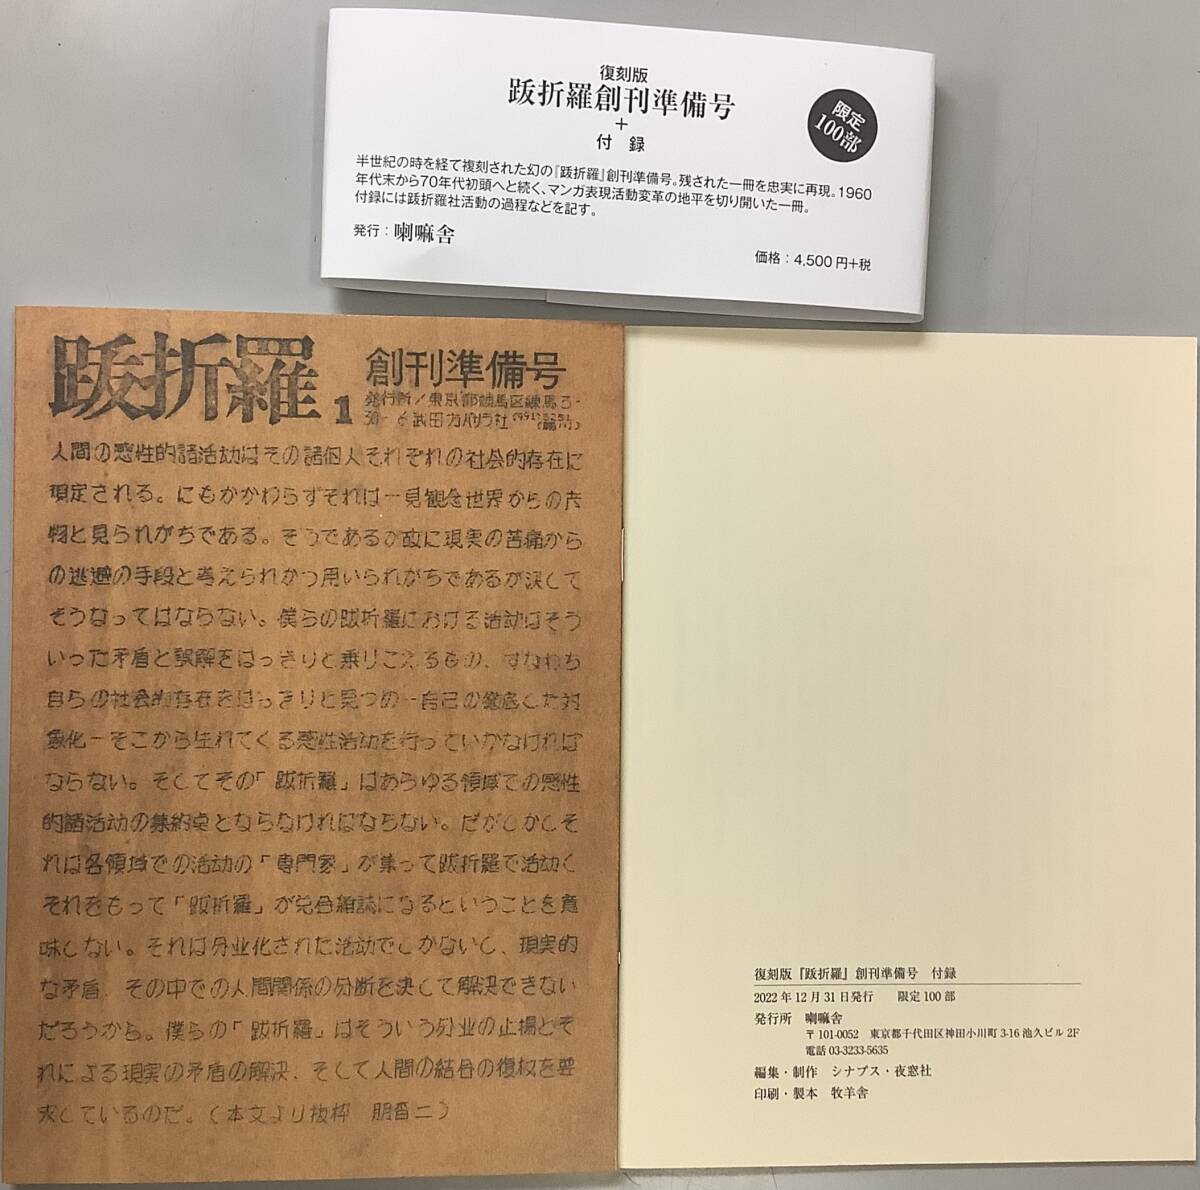 復刻版
跋折羅創刊準備号
+
付 録
限定
100部
半世紀の時を経て複刻された幻の『跋折羅』創刊準備号。残された一冊を忠実に再現。1960
年代末から70年代初頭へと続く、マンガ表現活動変革の地平を切り開いた一冊。
付録には跋折羅社活動の過程などを記す。
発行：喇嘛舎
価格：4,500円+税
跋折羅 1
創刊準備号
発行所/東京都練馬区練馬3-
30-6 武田方バサラ社
人間の感性的諸活動はその諸個人それぞれの社会的存在に
規定される。にもかかわらずそれは一見観念世界からの産
物と見られがちである。そうであるが故に現実の苦痛から
の逃避の手段と考えられかつ用いられがちであるが決して
そうなってはならない。僕らの跋折羅における活動はそう
いった矛盾と誤解をはっきりと乗りこえるもの、すなわち
自らの社会的存在をはっきりと見つめ－自己の徹底した対
象化－そこから生れてくる感性活動を行っていかなければ
ならない。そしてその「跋折羅」はあらゆる領域での感性
的諸活動の集約点とならなければならない。だがしかしそ
れは各領域での活動の「専門家」が集って跋折羅で活動し
それをもって「跋折羅」が総合雑誌になるということを意
味しない。それは分業化された活動でしかないし、現実的
な矛盾、その中での人間関係の分断を決して解決できない
だろうから。僕らの「跋折羅」はそういう分業の止揚とそ
れによる現実の矛盾の解決、そして人間の結合の復权を要
求しているのだ。(本文より抜粋
復刻版『跋折羅』創刊準備号 付録
2022年12月31日発行 限定100部
発行所 喇嘛舎
〒101-0052 東京都千代田区神田小川町3-16池久ビル2F
電話03-3233-5635
編集・制作 シナプス・夜窓社
印刷・製本 牧羊舎